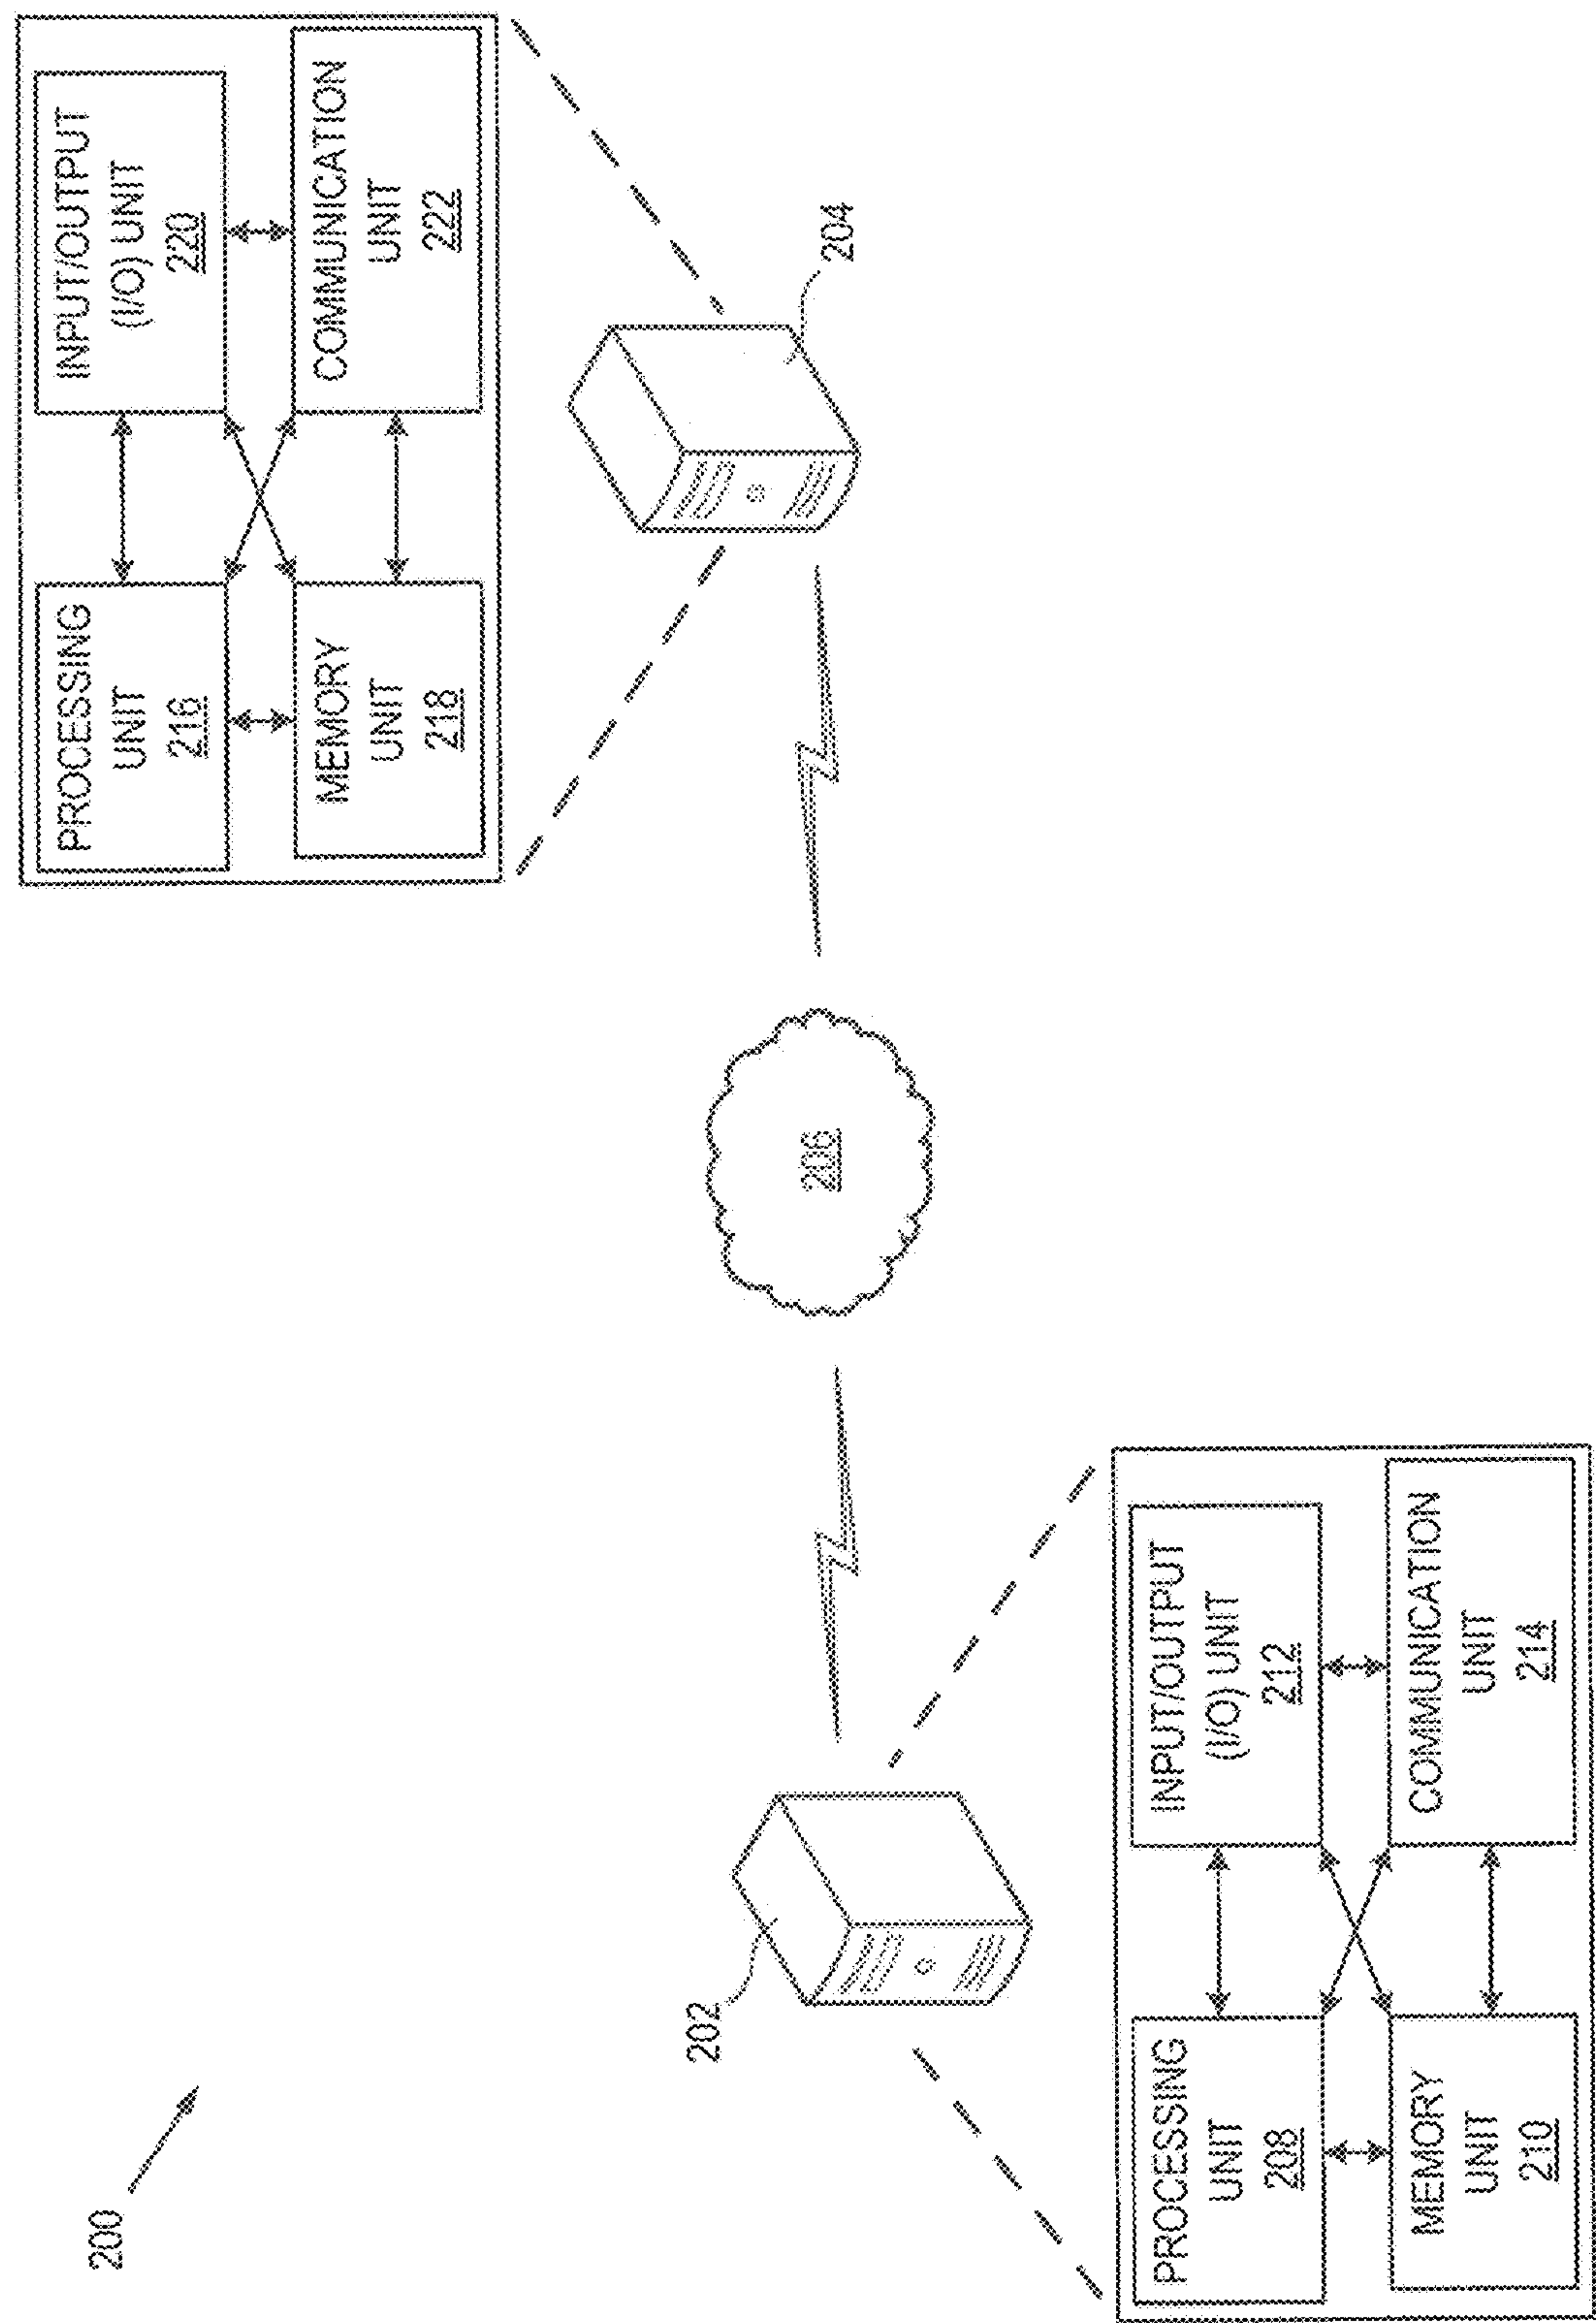 200
202
204
206
PROCESSING
UNIT
208
INPUT/OUTPUT
(I/O) UNIT
212
MEMORY
UNIT
210
COMMUNICATION
UNIT
214
PROCESSING
UNIT
216
INPUT/OUTPUT
(I/O) UNIT
220
MEMORY
UNIT
218
COMMUNICATION
UNIT
222